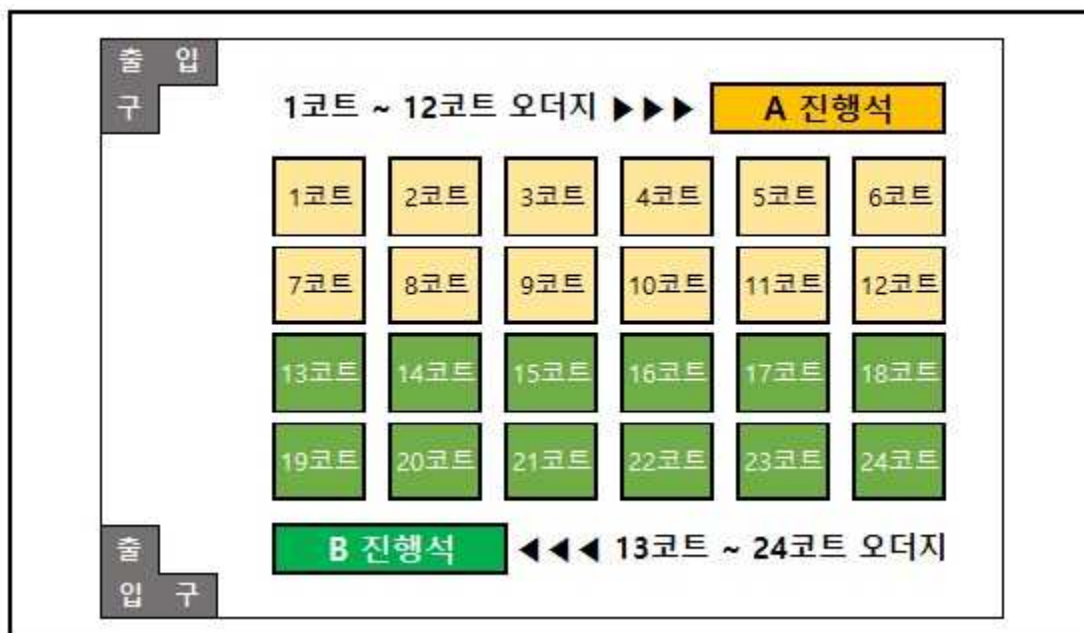 출 입
구
1코트 ~ 12코트 오더지 ▶▶▶ A 진행석
1코트 2코트 3코트 4코트 5코트 6코트
7코트 8코트 9코트 10코트 11코트 12코트
13코트 14코트 15코트 16코트 17코트 18코트
19코트 20코트 21코트 22코트 23코트 24코트
출
입 구
B 진행석 ◀◀◀ 13코트 ~ 24코트 오더지